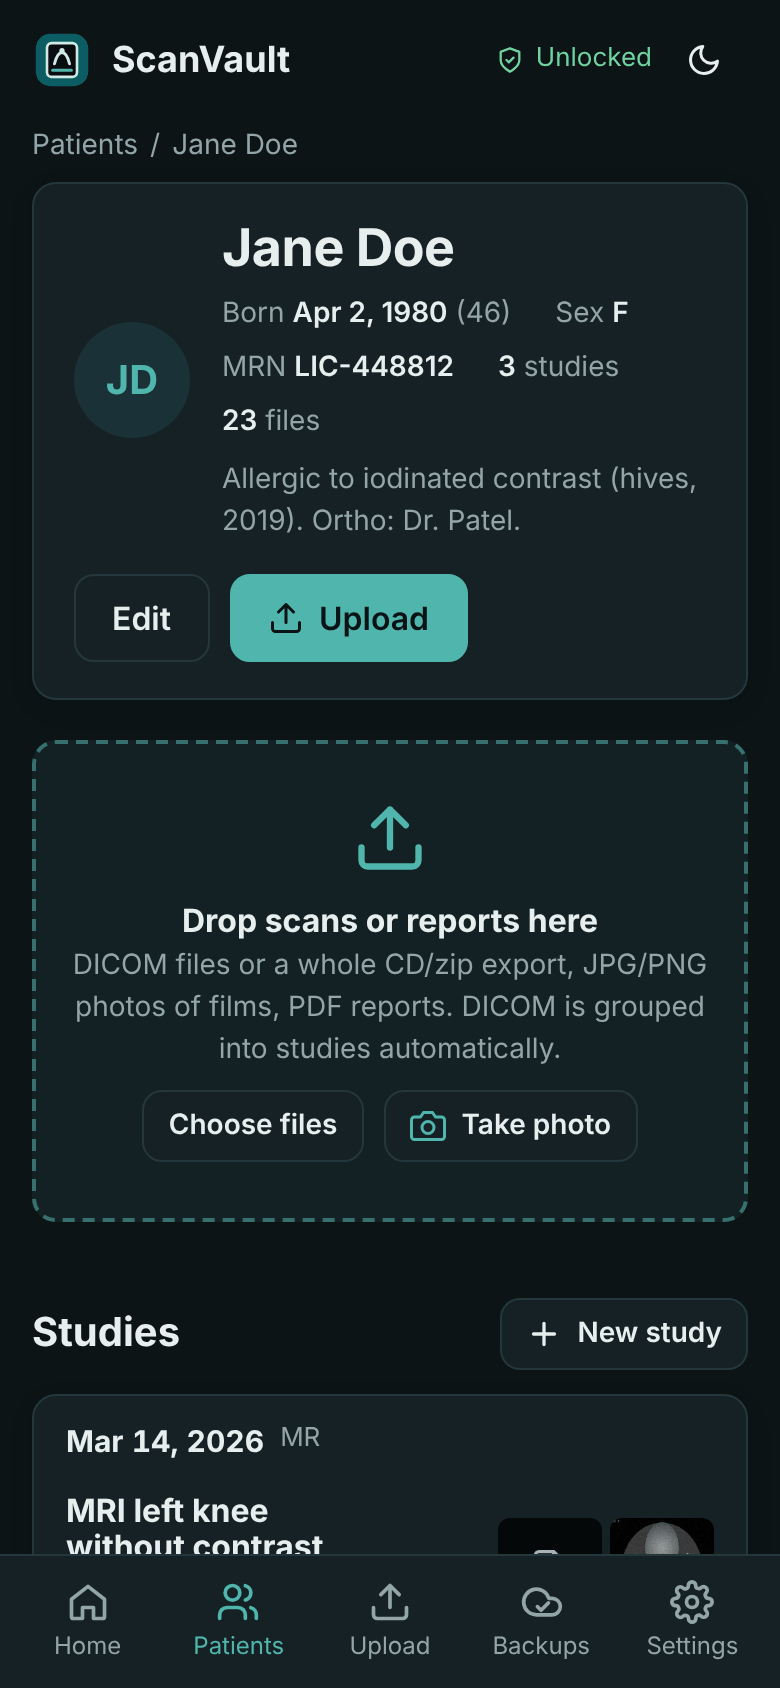 ScanVault
Unlocked
Patients / Jane Doe
Jane Doe
Born Apr 2, 1980 (46) Sex F
JD
MRN LIC-448812 3 studies
23 files
Allergic to iodinated contrast (hives,
2019). Ortho: Dr. Patel.
Edit
Upload
Drop scans or reports here
DICOM files or a whole CD/zip export, JPG/PNG
photos of films, PDF reports. DICOM is grouped
into studies automatically.
Choose files
Take photo
Studies
New study
Mar 14, 2026 MR
MRI left knee
without contrast
Home
Patients
Upload
Backups
Settings